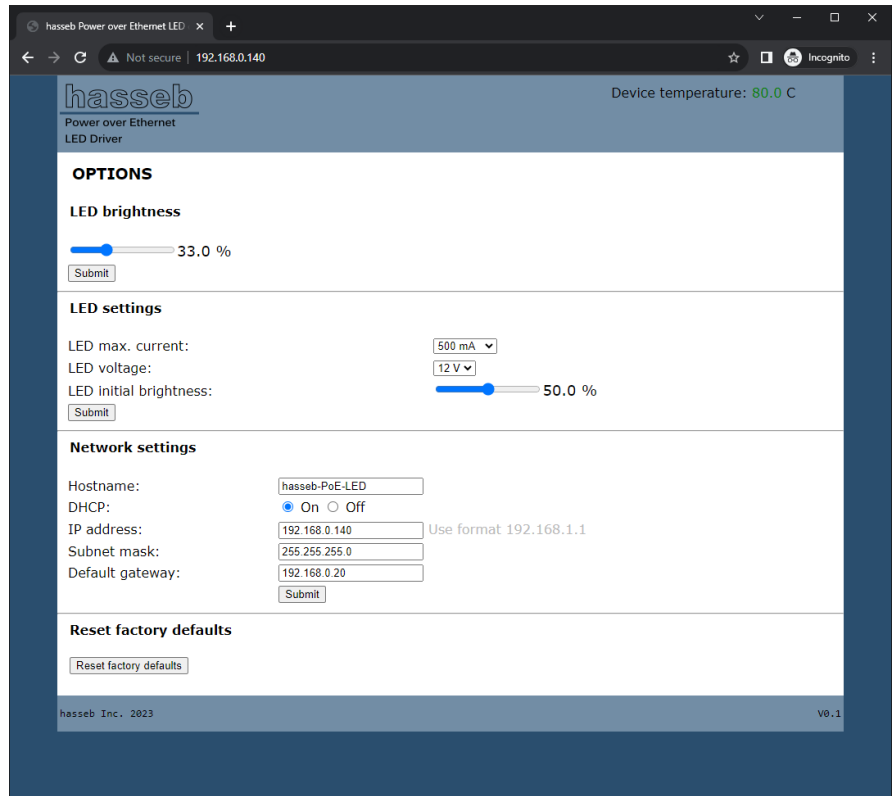 hasseb Power over Ethernet LED
Not secure | 192.168.0.140
Incognito
hasseb
Power over Ethernet
LED Driver
Device temperature: 80.0 C
OPTIONS
LED brightness
33.0 %
Submit
LED settings
LED max. current: 500 mA
LED voltage: 12 V
LED initial brightness: 50.0 %
Submit
Network settings
Hostname: hasseb-PoE-LED
DHCP: On Off
IP address: 192.168.0.140 Use format 192.168.1.1
Subnet mask: 255.255.255.0
Default gateway: 192.168.0.20
Submit
Reset factory defaults
Reset factory defaults
hasseb Inc. 2023 V0.1